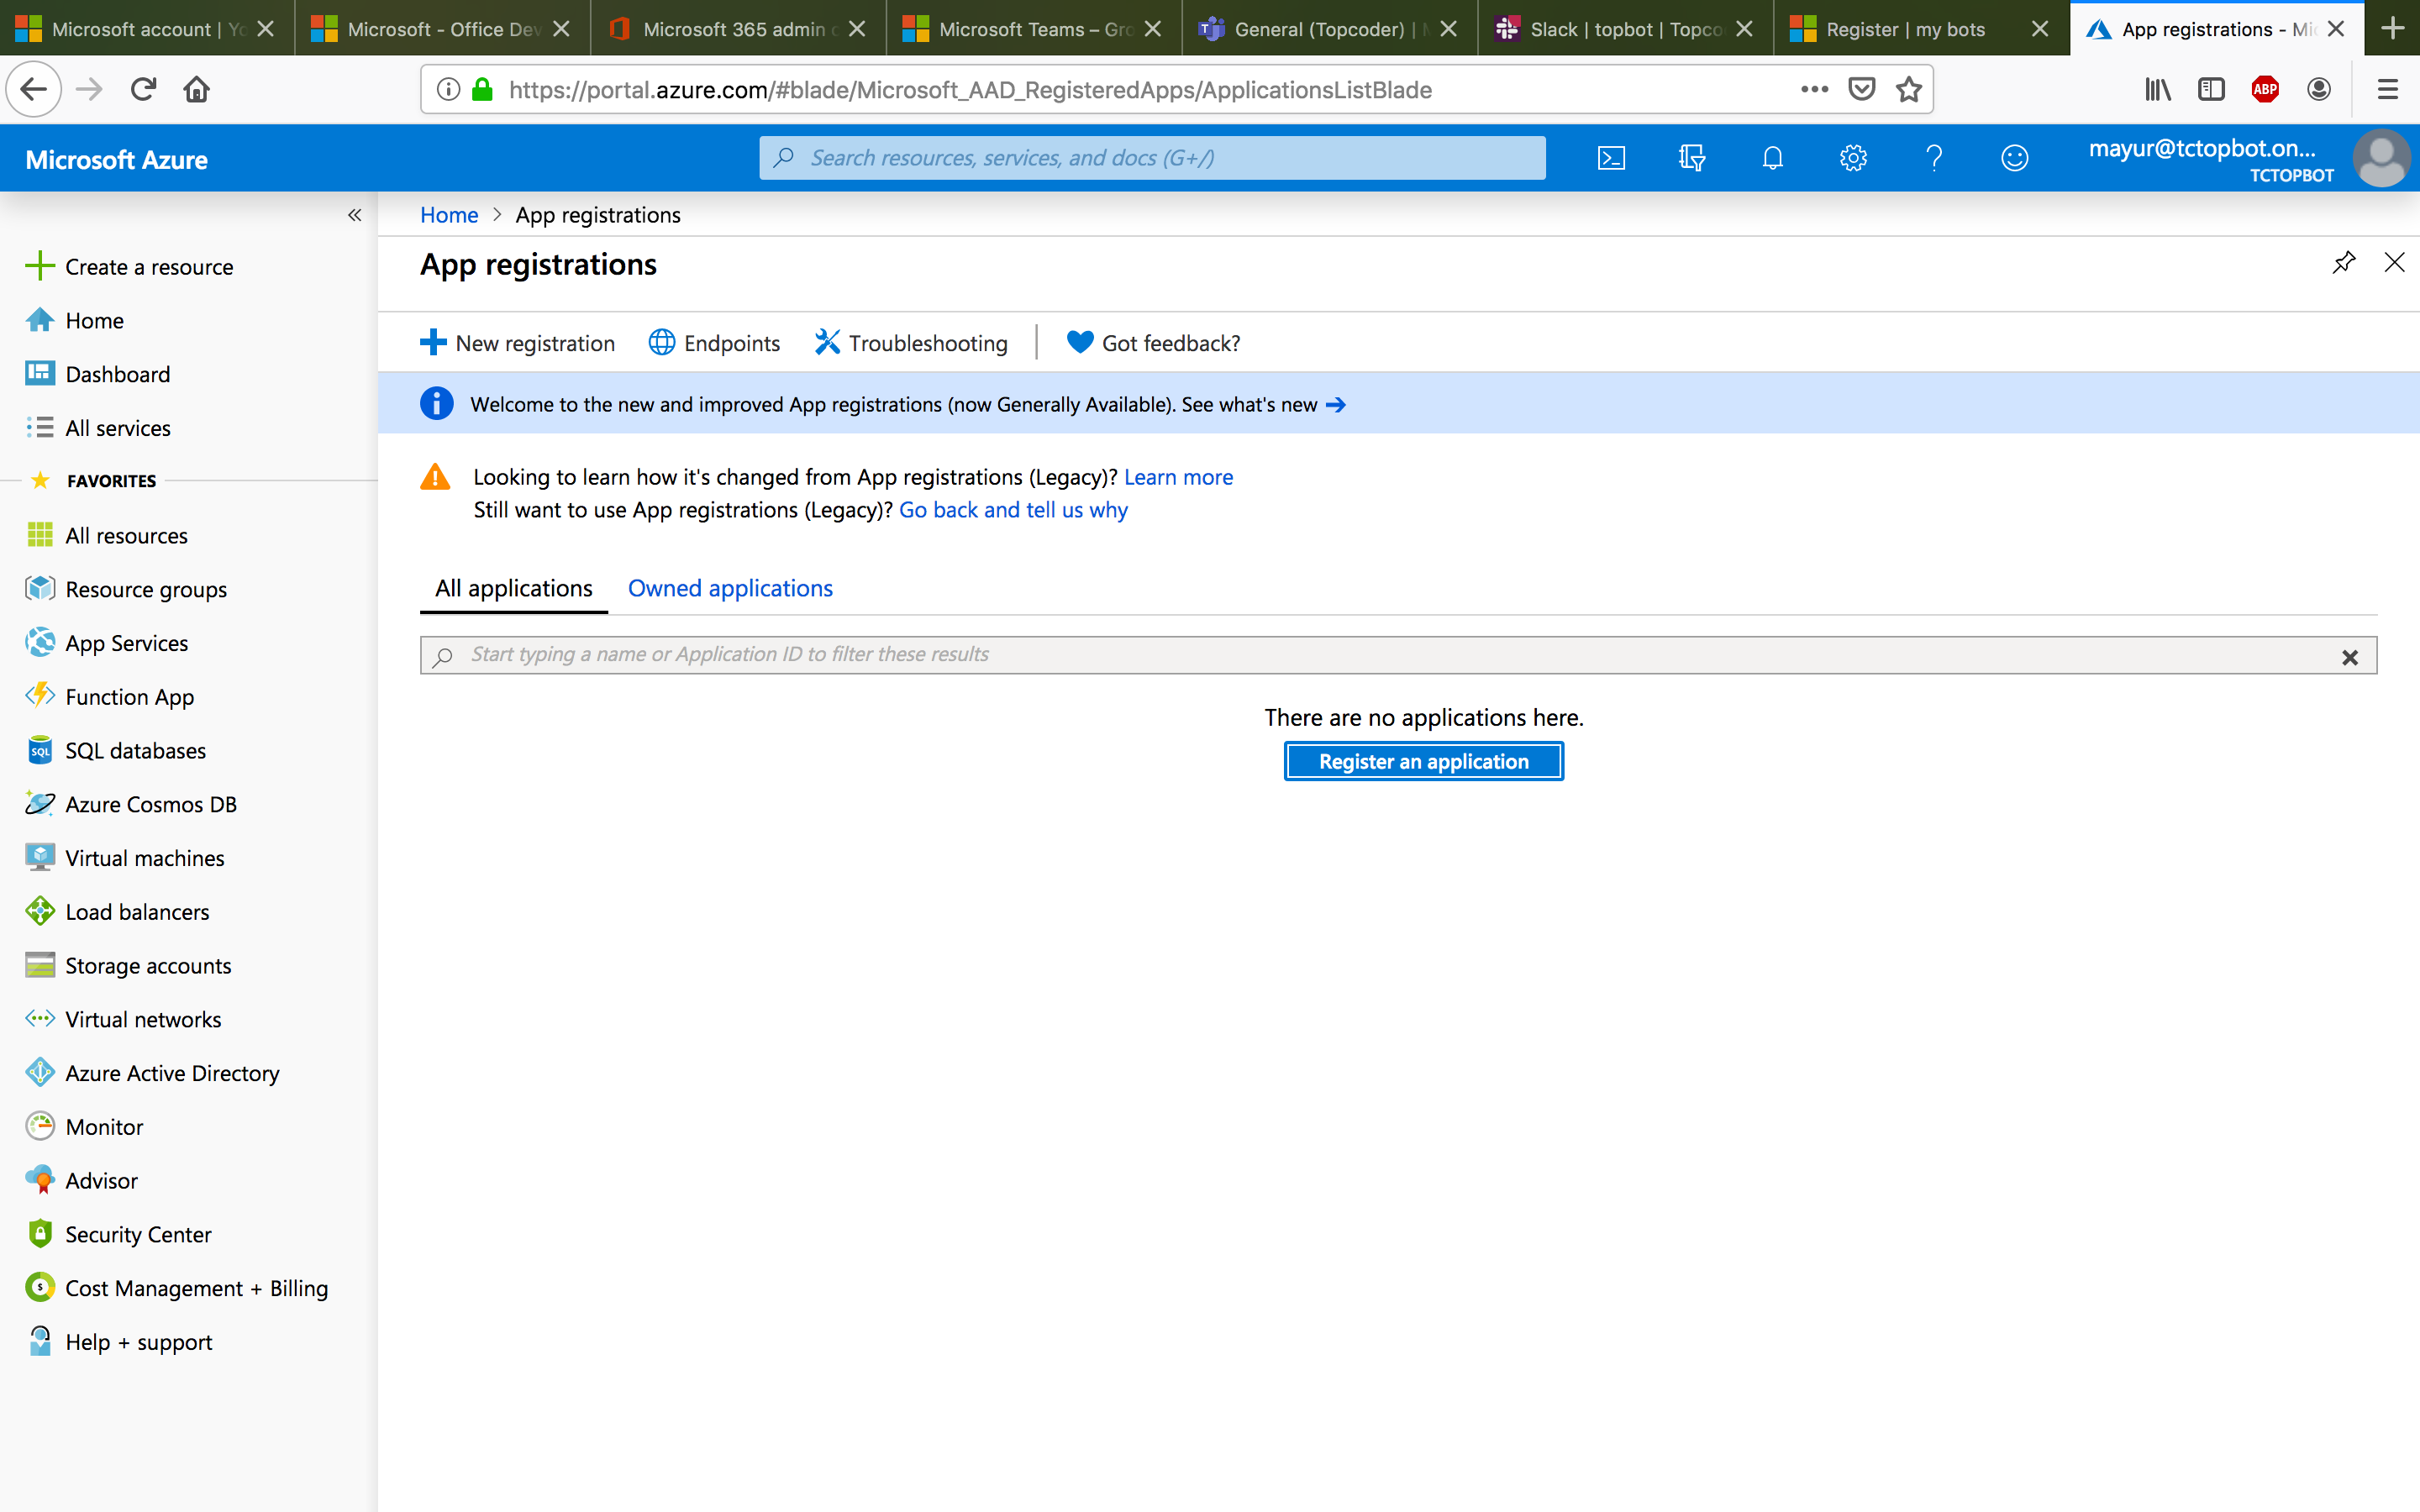 Microsoft account | Yo
Microsoft - Office Dev
Microsoft 365 admin c
Microsoft Teams – Gro
General (Topcoder) |
Slack | topbot | Topco
Register | my bots
App registrations - Mic
https://portal.azure.com/#blade/Microsoft_AAD_RegisteredApps/ApplicationsListBlade
ABP
Microsoft Azure
Search resources, services, and docs (G+/)
mayur@tctopbot.on...
TCTOPBOT
Home > App registrations
App registrations
Create a resource
Home
Dashboard
All services
FAVORITES
All resources
Resource groups
App Services
Function App
SQL
SQL databases
Azure Cosmos DB
Virtual machines
Load balancers
Storage accounts
Virtual networks
Azure Active Directory
Monitor
Advisor
Security Center
Cost Management + Billing
Help + support
New registration
Endpoints
Troubleshooting
Got feedback?
Welcome to the new and improved App registrations (now Generally Available). See what's new
Looking to learn how it's changed from App registrations (Legacy)? Learn more
Still want to use App registrations (Legacy)? Go back and tell us why
All applications
Owned applications
Start typing a name or Application ID to filter these results
There are no applications here.
Register an application